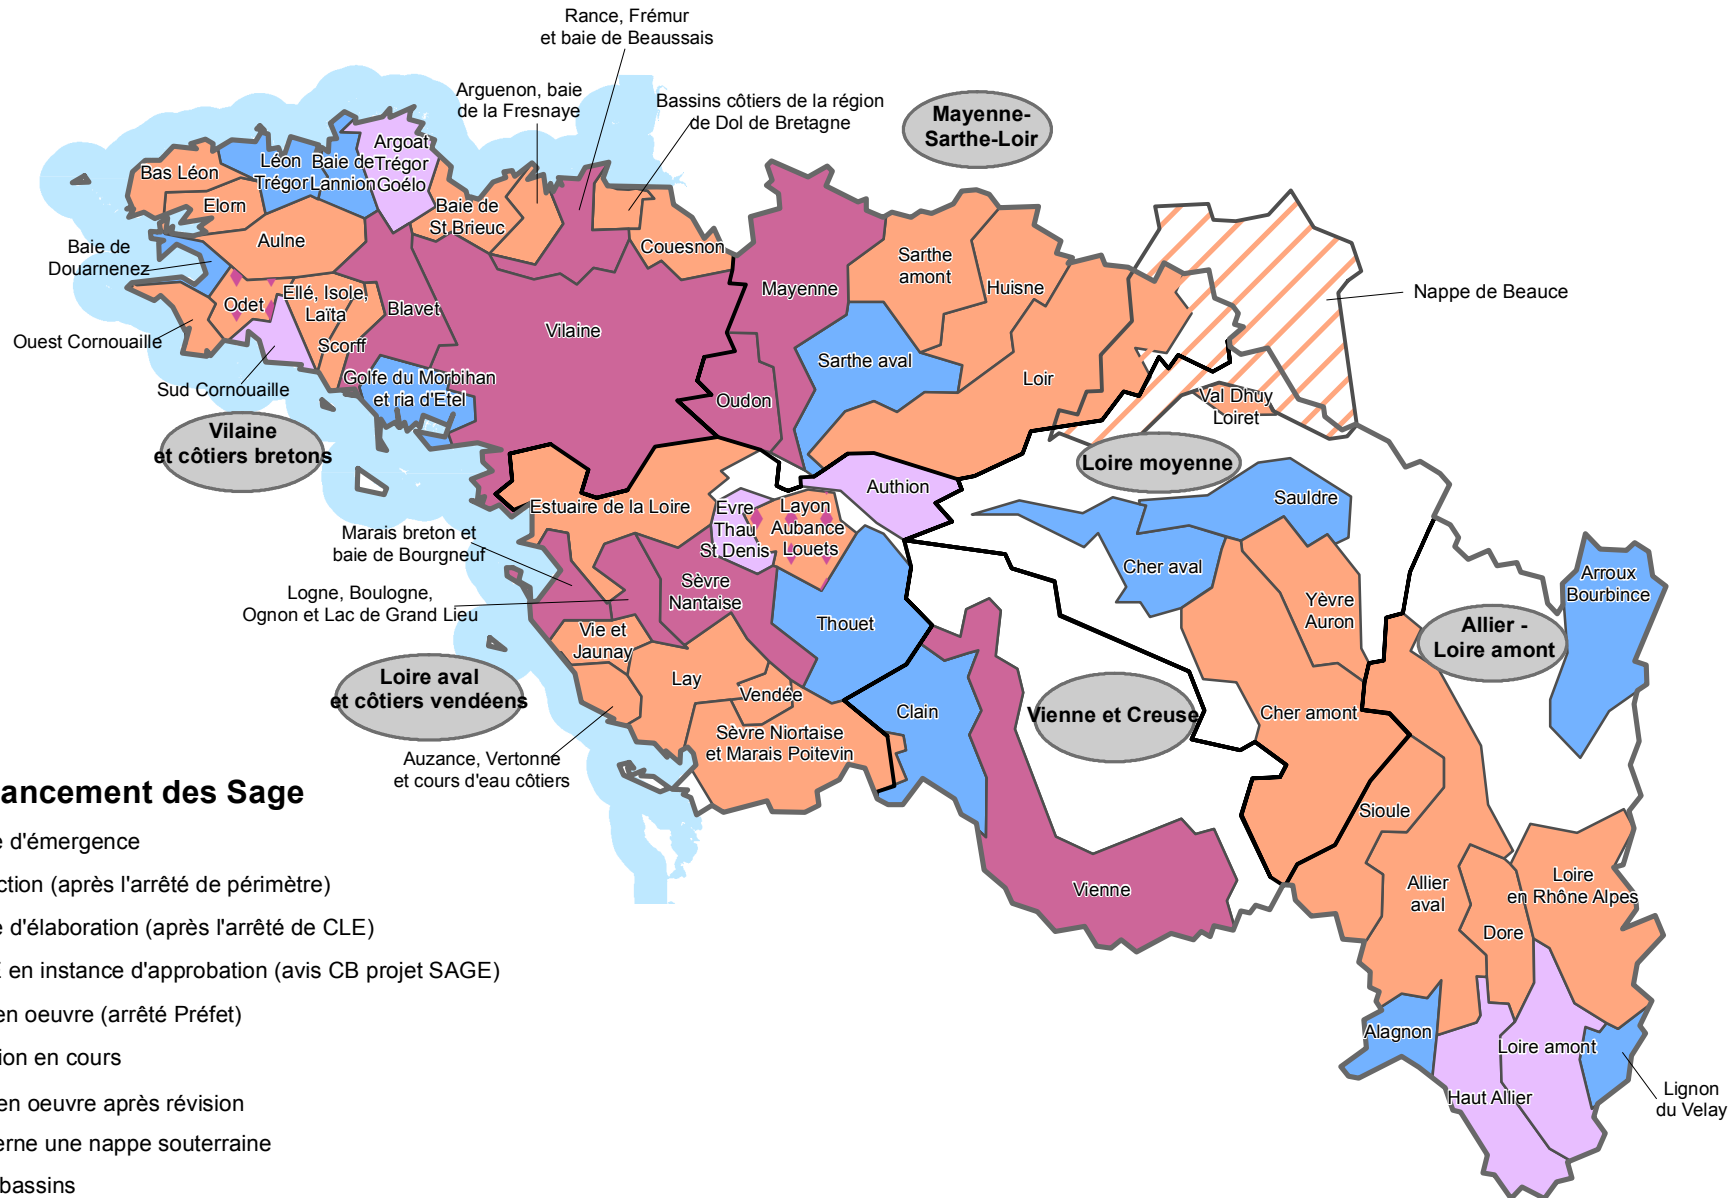 Rance, Frémur
et baie de Beaussais
Arguenon, baie
de la Fresnaye
Bassins côtiers de la région
de Dol de Bretagne
Mayenne-
Sarthe-Loir
Argoat
Trégor
Goélo
Léon
Trégor
Baie de
Lannion
Bas Léon
Elorn
Baie de
St Brieuc
Aulne
Couesnon
Baie de
Douarnenez
Sarthe
amont
Huisne
Mayenne
Nappe de Beauce
Odet
Ellé, Isole,
Laïta
Blavet
Vilaine
Ouest Cornouaille
Scorff
Sarthe aval
Sud Cornouaille
Golfe du Morbihan
et ria d'Etel
Oudon
Loir
Val Dhuy
Loiret
Vilaine
et côtiers bretons
Loire moyenne
Authion
Sauldre
Estuaire de la Loire
Evre
Thau
St Denis
Layon
Aubance
Louets
Marais breton et
baie de Bourgneuf
Cher aval
Arroux
Bourbince
Logne, Boulogne,
Ognon et Lac de Grand Lieu
Sèvre
Nantaise
Yèvre
Auron
Thouet
Vie et
Jaunay
Allier -
Loire amont
Loire aval
et côtiers vendéens
Lay
Vendée
Clain
Vienne et Creuse
Cher amont
Sèvre Niortaise
et Marais Poitevin
Auzance, Vertonne
et cours d'eau côtiers
ancement des Sage
Sioule
e d'émergence
ction (après l'arrêté de périmètre)
Vienne
Allier
aval
Loire
en Rhône Alpes
e d'élaboration (après l'arrêté de CLE)
Dore
en instance d'approbation (avis CB projet SAGE)
en oeuvre (arrêté Préfet)
Alagnon
Loire amont
ion en cours
Haut Allier
Lignon
du Velay
en oeuvre après révision
erne une nappe souterraine
bassins